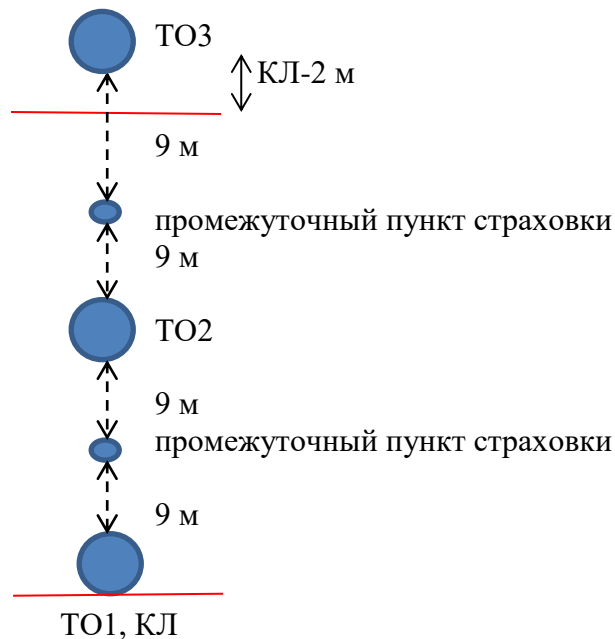 ТО3
КЛ-2 м
9 м
промежуточный пункт страховки
9 м
ТО2
9 м
промежуточный пункт страховки
9 м
ТО1, КЛ